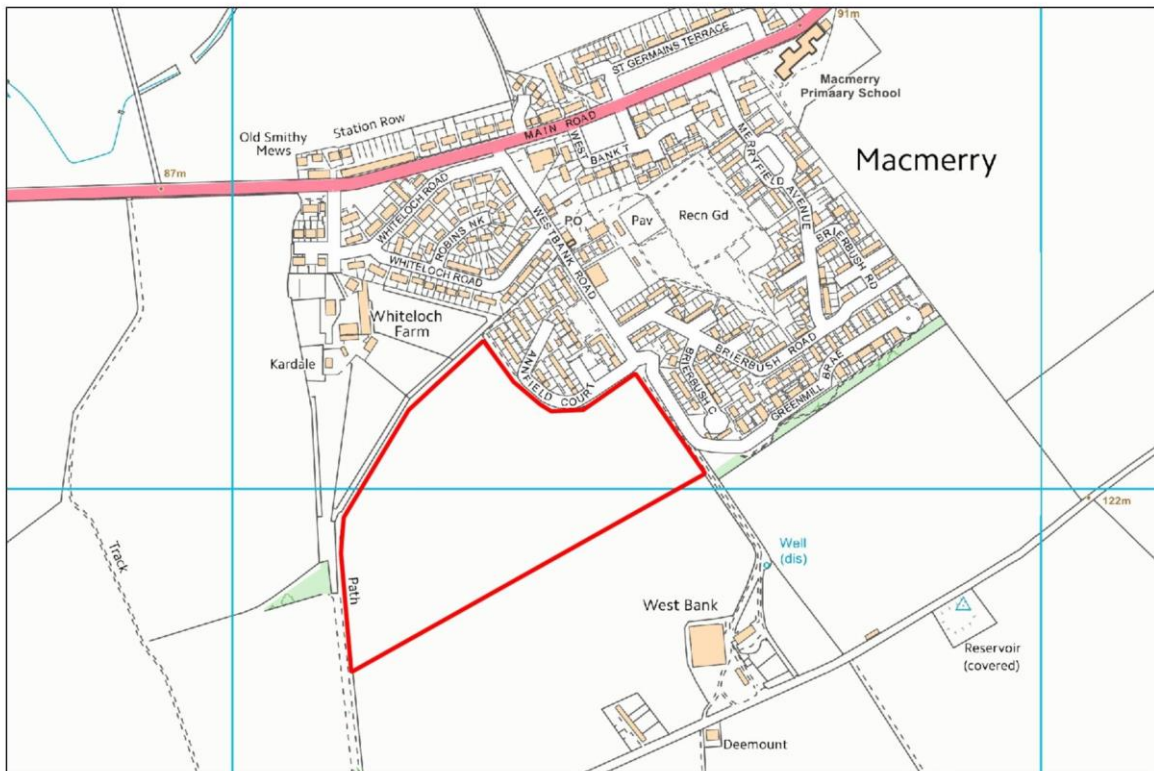 91m
ST GERMAINS TERRACE
Macmerry
Primaary School
MAIN ROAD
Station Row
Old Smithy
Mews
WEST BANK T
MERRYFIELD AVENUE
Macmerry
87m
WHITELOCH ROAD
ROBINS NK
WESTBANK ROAD
PO
Pav
Recn Gd
BRIERBUSH RD
WHITELOCH ROAD
Whiteloch
Farm
Kardale
ANNFIELD COURT
BRIERBUSH ROAD
BRIERBUSH C
GREENMILL BRAE
122m
Track
Path
Well
(dis)
West Bank
Reservoir
(covered)
Deemount